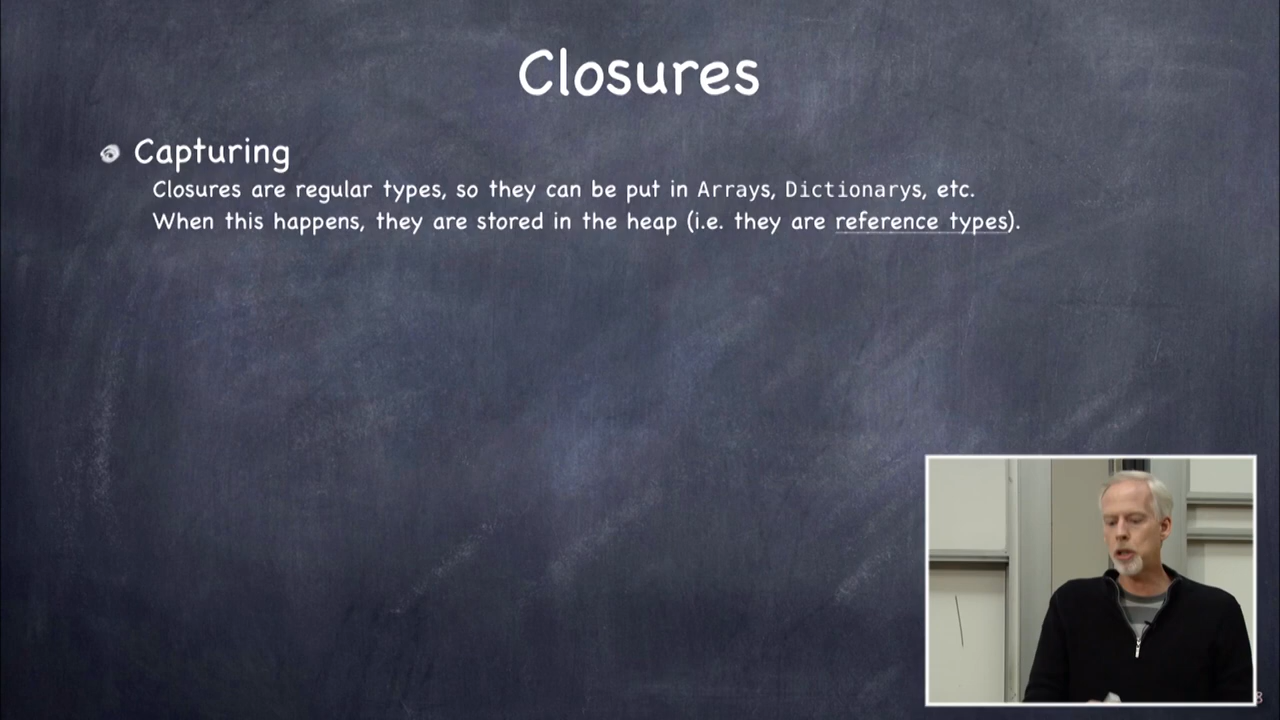 Closures
Capturing
Closures are regular types, so they can be put in Arrays, Dictionarys, etc.
When this happens, they are stored in the heap (i.e. they are reference types).
8